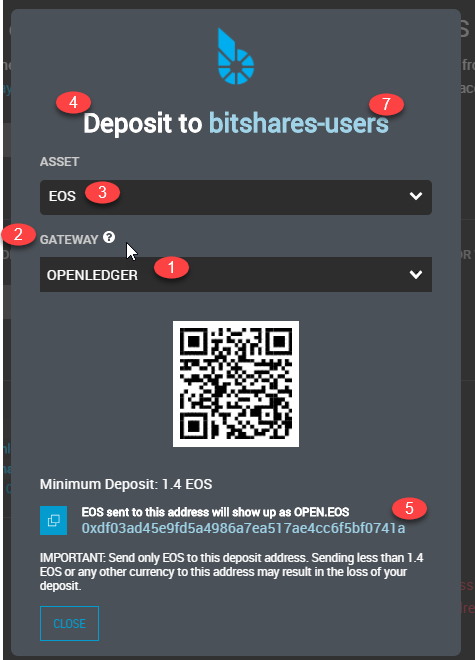 4
7
Deposit to bitshares-users
ASSET
EOS
3
2
GATEWAY ?
OPENLEDGER
1
Minimum Deposit: 1.4 EOS
EOS sent to this address will show up as OPEN.EOS
5
0xdf03ad45e9fd5a4986a7ea517ae4cc6f5bf0741a
IMPORTANT: Send only EOS to this deposit address. Sending less than 1.4
EOS or any other currency to this address may result in the loss of your
deposit.
CLOSE